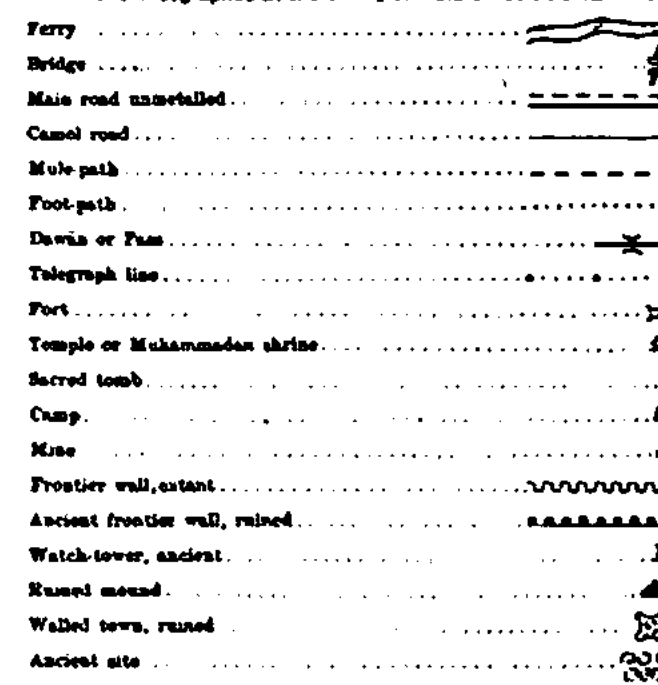 Ferry
Bridge
Main road unmetalled
Camel road
Mule-path
Foot-path
Dawān or Pass
Telegraph line
Fort
Temple or Muhammadan shrine
Sacred tomb
Camp
Mine
Frontier wall, extant
Ancient frontier wall, ruined
Watch-tower, ancient
Ruined mound
Walled town, ruined
Ancient site